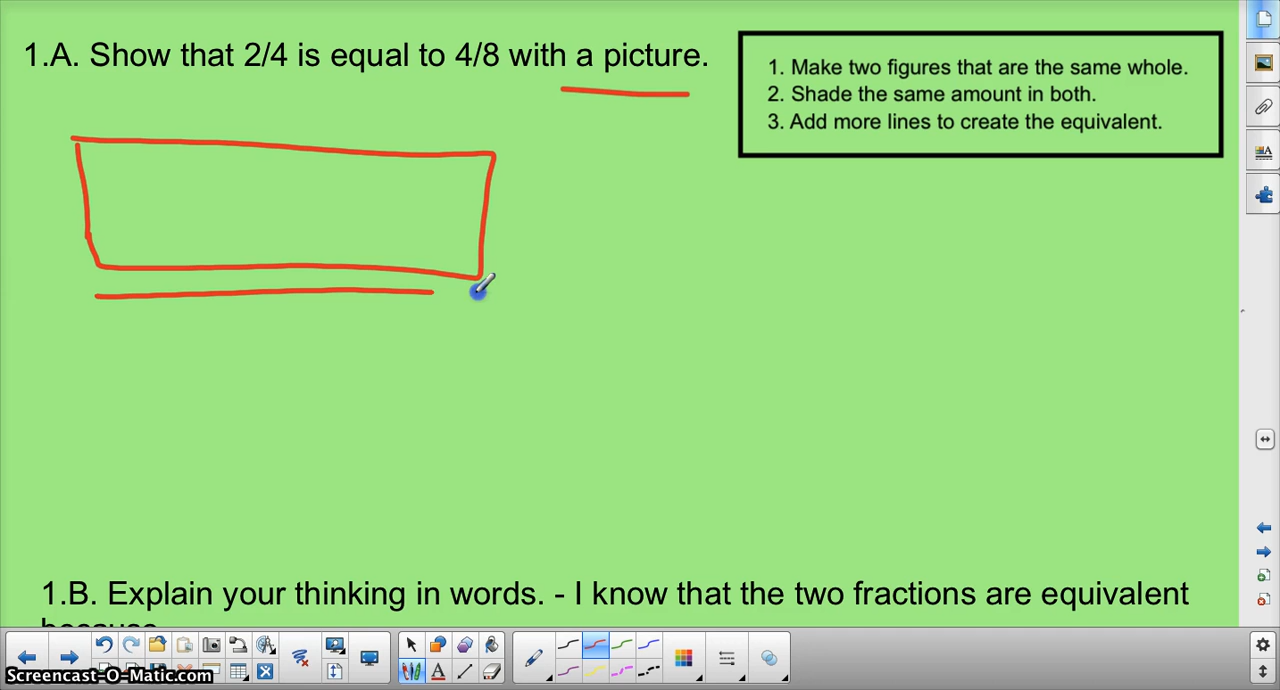 1.A. Show that 2/4 is equal to 4/8 with a picture.
1. Make two figures that are the same whole.
2. Shade the same amount in both.
3. Add more lines to create the equivalent.
1.B. Explain your thinking in words. - I know that the two fractions are equivalent
because
Screencast-O-Matic.com